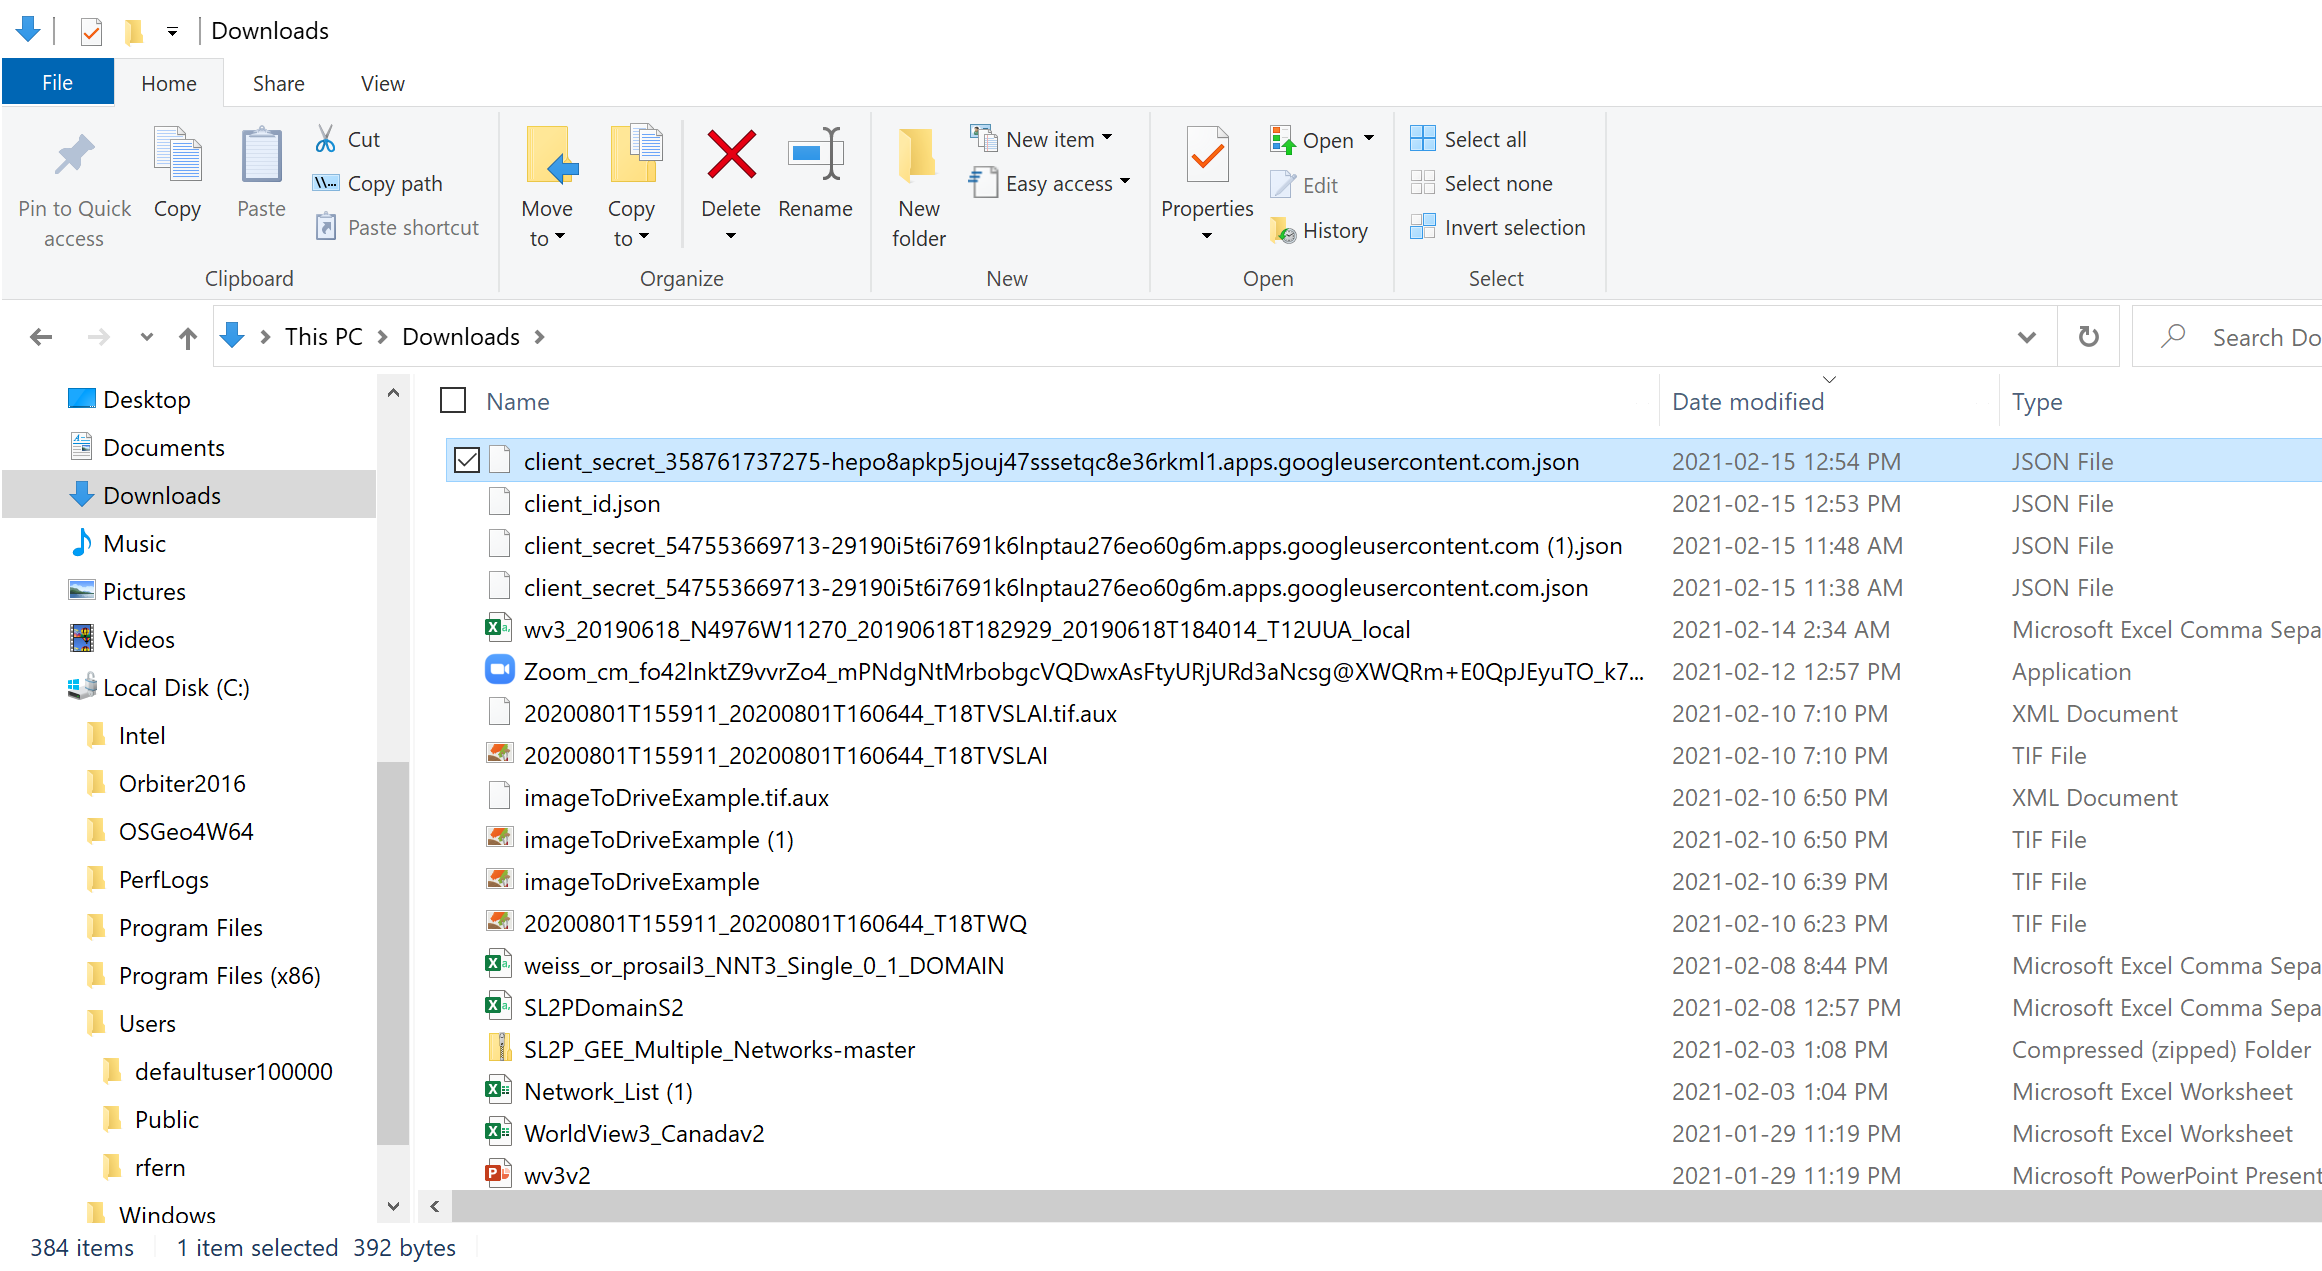 Downloads
File Home Share View
Pin to Quick access
Copy
Paste
Cut
Copy path
Paste shortcut
Clipboard
Move to
Copy to
Delete
Rename
Organize
New folder
New item
Easy access
New
Properties
Open
Edit
History
Open
Select all
Select none
Invert selection
Select
This PC Downloads
Search Do
Desktop
Documents
Downloads
Music
Pictures
Videos
Local Disk (C:)
Intel
Orbiter2016
OSGeo4W64
PerfLogs
Program Files
Program Files (x86)
Users
defaultuser100000
Public
rfern
Windows
Name Date modified Type
client_secret_358761737275-hepo8apkp5jouj47sssetqc8e36rkml1.apps.googleusercontent.com.json 2021-02-15 12:54 PM JSON File
client_id.json 2021-02-15 12:53 PM JSON File
client_secret_547553669713-29190i5t6i7691k6lnptau276eo60g6m.apps.googleusercontent.com (1).json 2021-02-15 11:48 AM JSON File
client_secret_547553669713-29190i5t6i7691k6lnptau276eo60g6m.apps.googleusercontent.com.json 2021-02-15 11:38 AM JSON File
wv3_20190618_N4976W11270_20190618T182929_20190618T184014_T12UUA_local 2021-02-14 2:34 AM Microsoft Excel Comma Sepa
Zoom_cm_fo42lnktZ9vvrZo4_mPNdgNtMrbobgcVQDwxAsFtyURjURd3aNcsg@XWQRm+E0QpJEyuTO_k7... 2021-02-12 12:57 PM Application
20200801T155911_20200801T160644_T18TVSLAI.tif.aux 2021-02-10 7:10 PM XML Document
20200801T155911_20200801T160644_T18TVSLAI 2021-02-10 7:10 PM TIF File
imageToDriveExample.tif.aux 2021-02-10 6:50 PM XML Document
imageToDriveExample (1) 2021-02-10 6:50 PM TIF File
imageToDriveExample 2021-02-10 6:39 PM TIF File
20200801T155911_20200801T160644_T18TWQ 2021-02-10 6:23 PM TIF File
weiss_or_prosail3_NNT3_Single_0_1_DOMAIN 2021-02-08 8:44 PM Microsoft Excel Comma Sepa
SL2PDomainS2 2021-02-08 12:57 PM Microsoft Excel Comma Sepa
SL2P_GEE_Multiple_Networks-master 2021-02-03 1:08 PM Compressed (zipped) Folder
Network_List (1) 2021-02-03 1:04 PM Microsoft Excel Worksheet
WorldView3_Canadav2 2021-01-29 11:19 PM Microsoft Excel Worksheet
wv3v2 2021-01-29 11:19 PM Microsoft PowerPoint Present
384 items 1 item selected 392 bytes